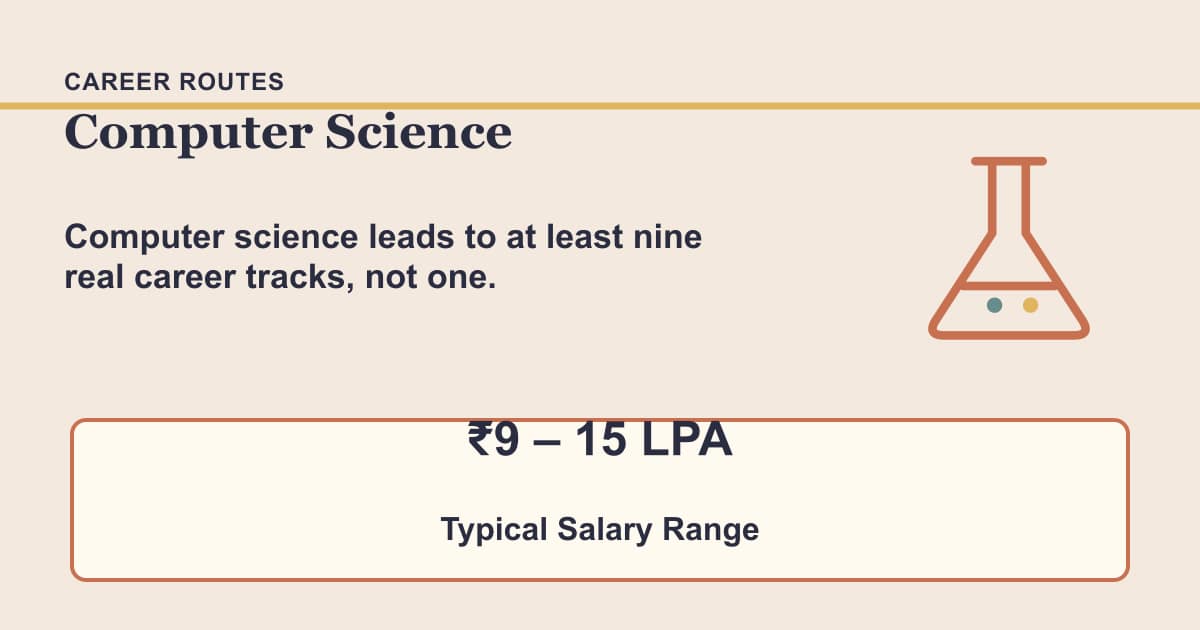 CAREER ROUTES
Computer Science
Computer science leads to at least nine
real career tracks, not one.
₹9 – 15 LPA
Typical Salary Range